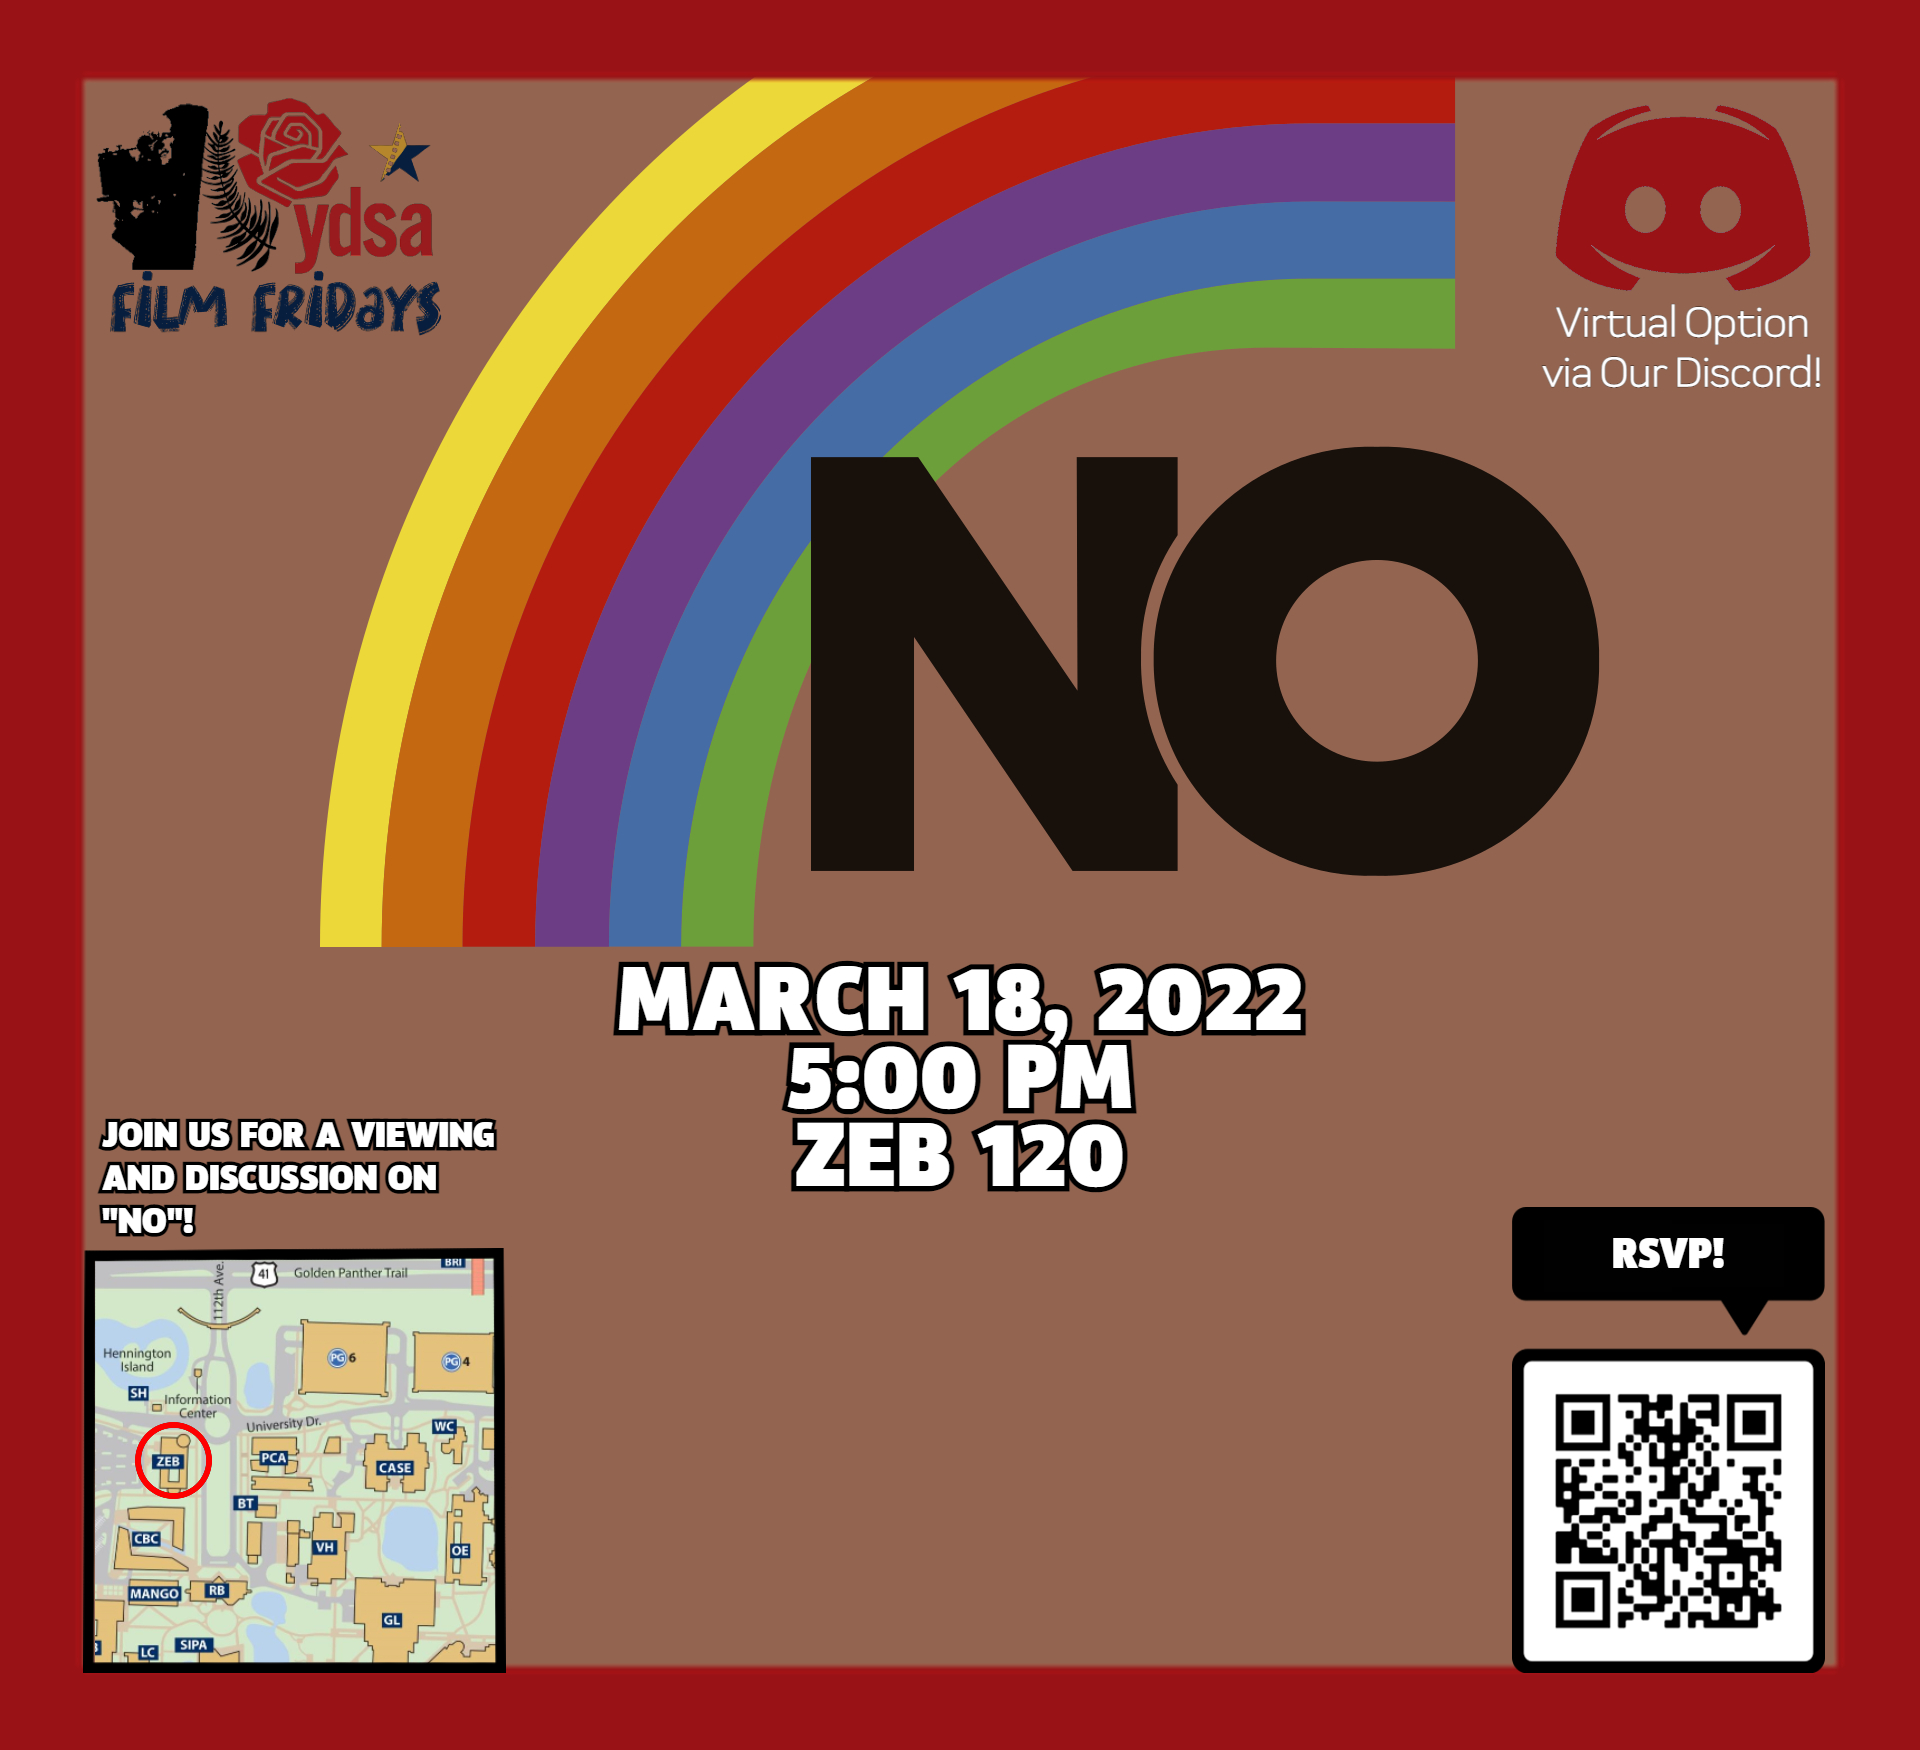 ydsa
FiLM FRiDaYS
Virtual Option
via Our Discord!
NO
MARCH 18, 2022
5:00 PM
ZEB 120
JOIN US FOR A VIEWING
AND DISCUSSION ON
"NO"!
RSVP!
BRI
41
Golden Panther Trail
112th Ave.
PG 6
PG 4
Hennington
Island
SH
Information
Center
University Dr.
WC
ZEB
PCA
CASE
BT
CBC
VH
OE
MANGO
RB
GL
SIPA
LC